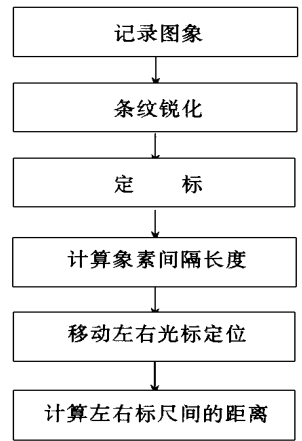 记录图象
条纹锐化
定 标
计算象素间隔长度
移动左右光标定位
计算左右标尺间的距离